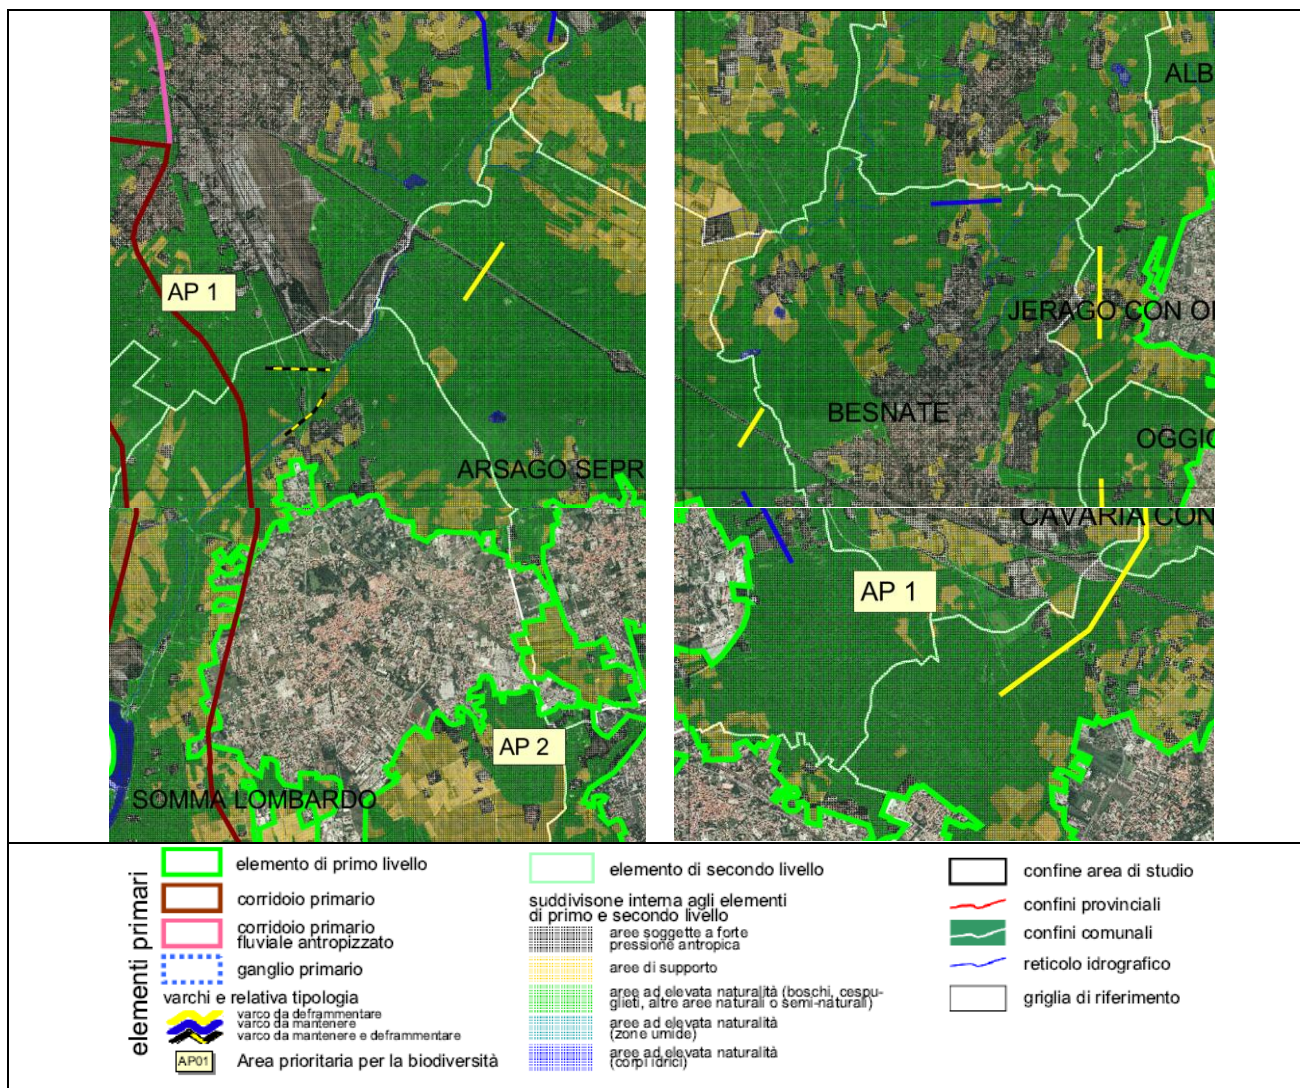 ALB
AP 1
JERAGO CON O
BESNATE
OGGIO
ARSAGO SEPR
CAVARIA CON
AP 1
AP 2
SOMMA LOMBARDO
elementi primari
elemento di primo livello
corridoio primario
corridoio primario
fluviale antropizzato
ganglio primario
varchi e relativa tipologia
varco da deframmentare
varco da mantenere
varco da mantenere e deframmentare
AP01
Area prioritaria per la biodiversità
elemento di secondo livello
suddivisone interna agli elementi
di primo e secondo livello
aree soggette a forte
pressione antropica
aree di supporto
aree ad elevata naturalità (boschi, cespu-
glieti, altre aree naturali o semi-naturali)
aree ad elevata naturalità
(zone umide)
aree ad elevata naturalità
(corpi idrici)
confine area di studio
confini provinciali
confini comunali
reticolo idrografico
griglia di riferimento